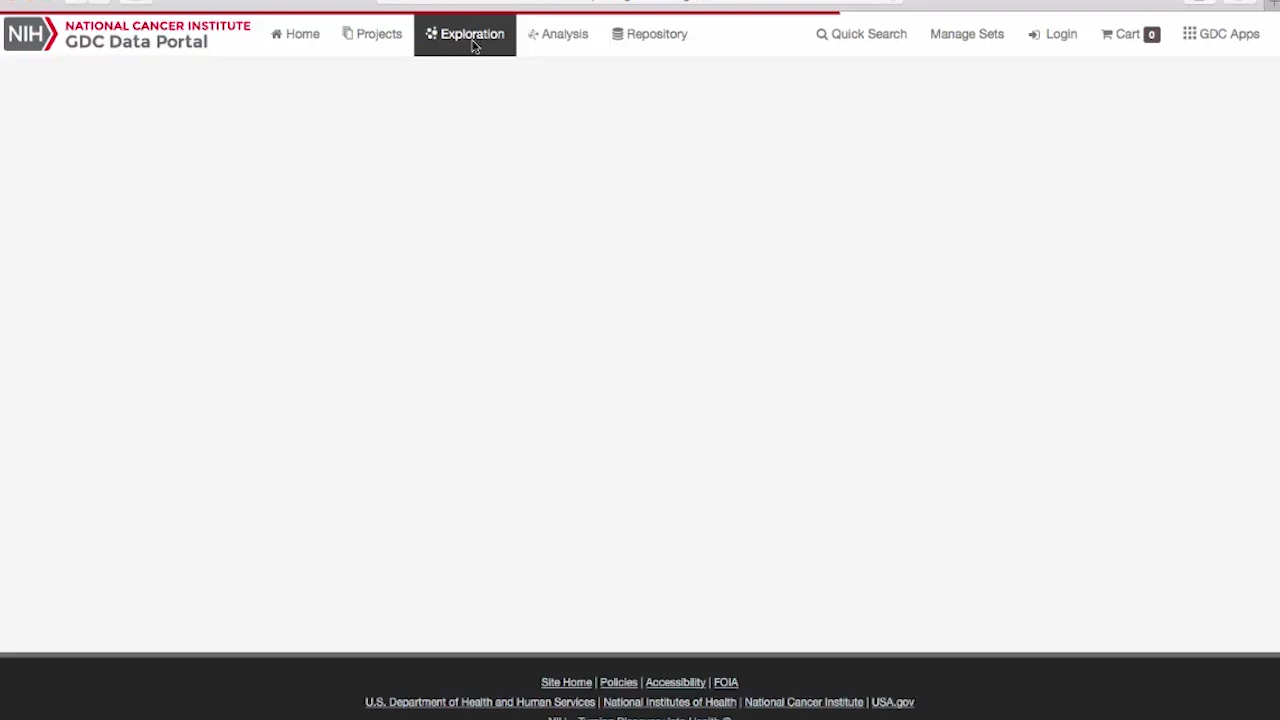 NIH NATIONAL CANCER INSTITUTE
GDC Data Portal
Home Projects Exploration Analysis Repository Quick Search Manage Sets Login Cart 0 GDC Apps
Site Home | Policies | Accessibility | FOIA
U.S. Department of Health and Human Services | National Institutes of Health | National Cancer Institute | USA.gov